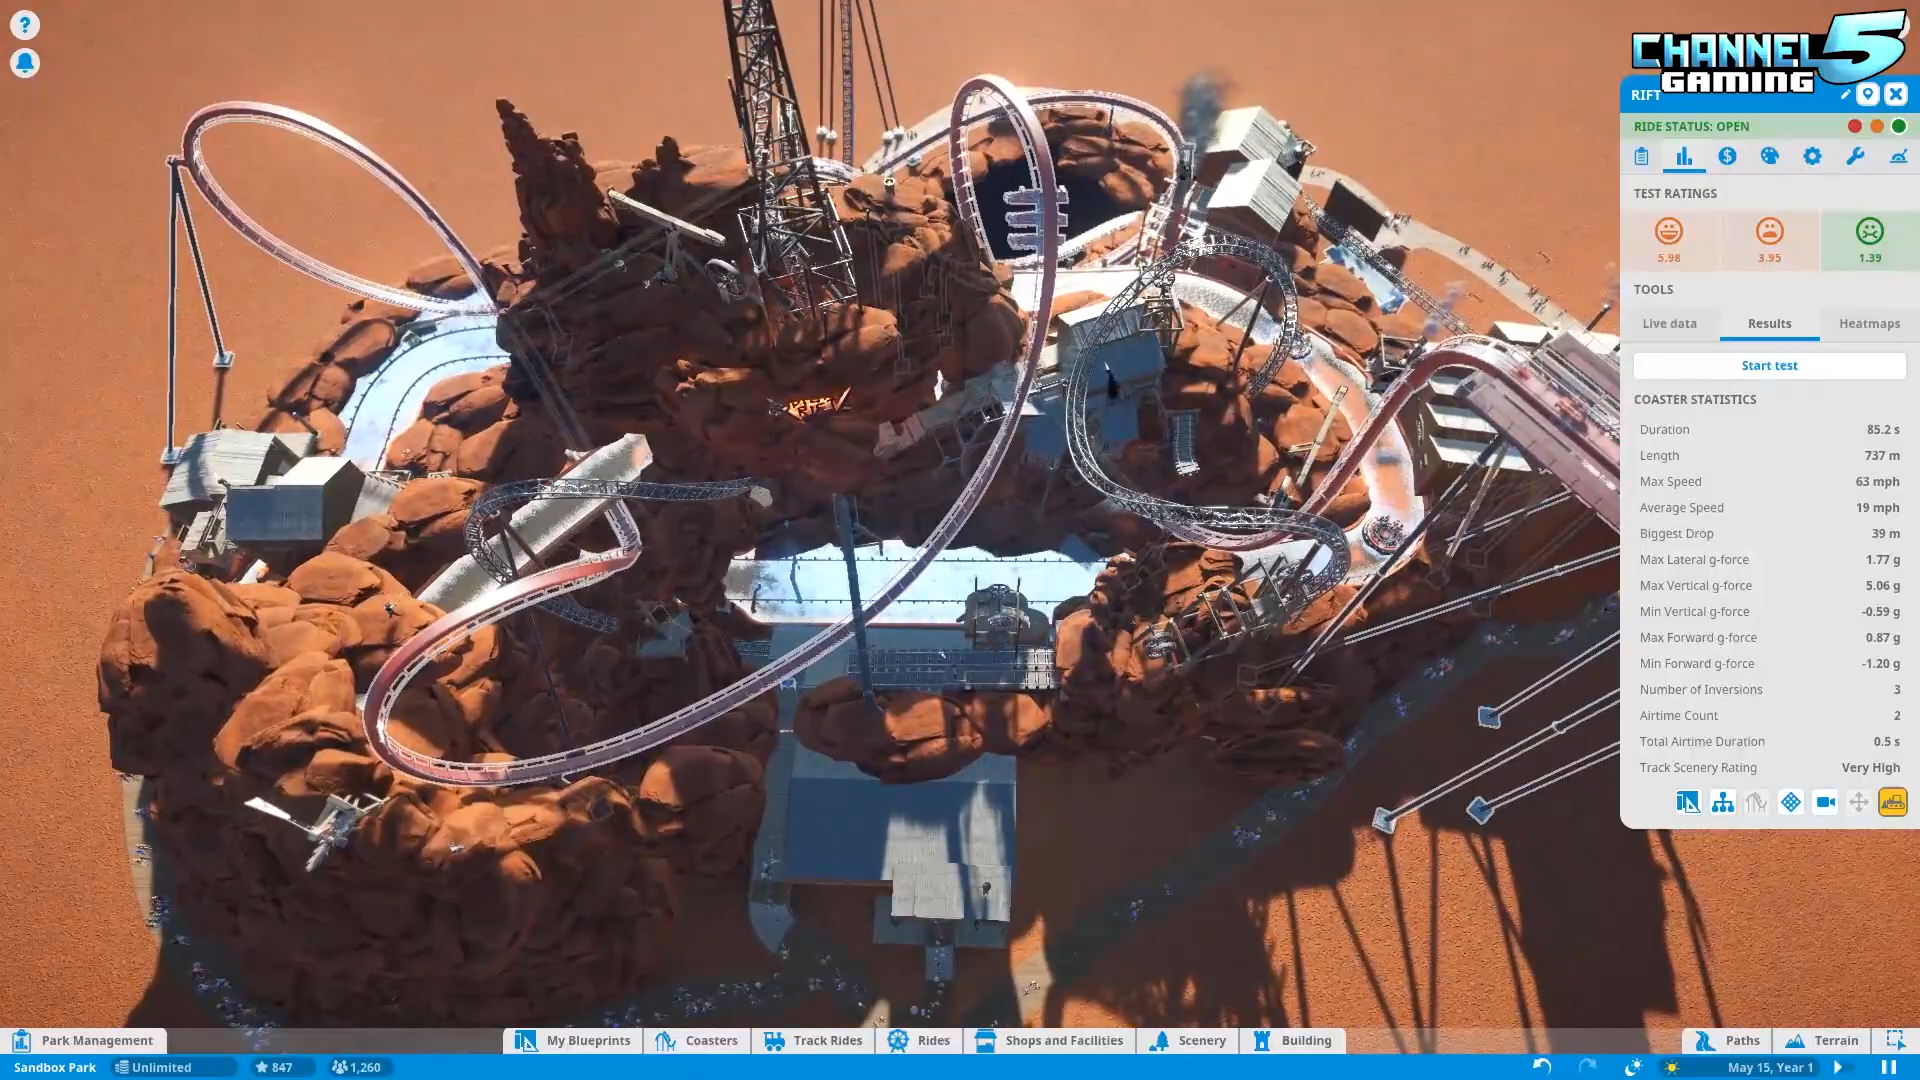 CHANNEL 5
GAMING
RIFT
RIDE STATUS: OPEN
TEST RATINGS
5.98 3.95 1.39
TOOLS
Live data Results Heatmaps
Start test
COASTER STATISTICS
Duration 85.2 s
Length 737 m
Max Speed 63 mph
Average Speed 19 mph
Biggest Drop 39 m
Max Lateral g-force 1.77 g
Max Vertical g-force 5.06 g
Min Vertical g-force -0.59 g
Max Forward g-force 0.87 g
Min Forward g-force -1.20 g
Number of Inversions 3
Airtime Count 2
Total Airtime Duration 0.5 s
Track Scenery Rating Very High
Park Management My Blueprints Coasters Track Rides Rides Shops and Facilities Scenery Building Paths Terrain
Sandbox Park Unlimited 847 1,260 May 15, Year 1